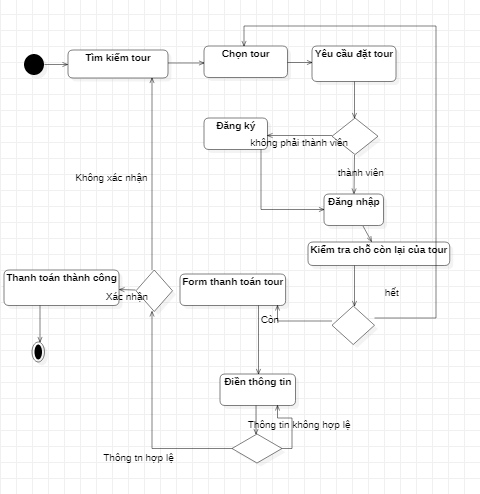 Tìm kiếm tour
Chọn tour
Yêu cầu đặt tour
Đăng ký
không phải thành viên
thành viên
Không xác nhận
Đăng nhập
Kiểm tra chỗ còn lại của tour
Thanh toán thành công
Xác nhận
Form thanh toán tour
hết
Còn
Điền thông tin
Thông tin không hợp lệ
Thông tn hợp lệ